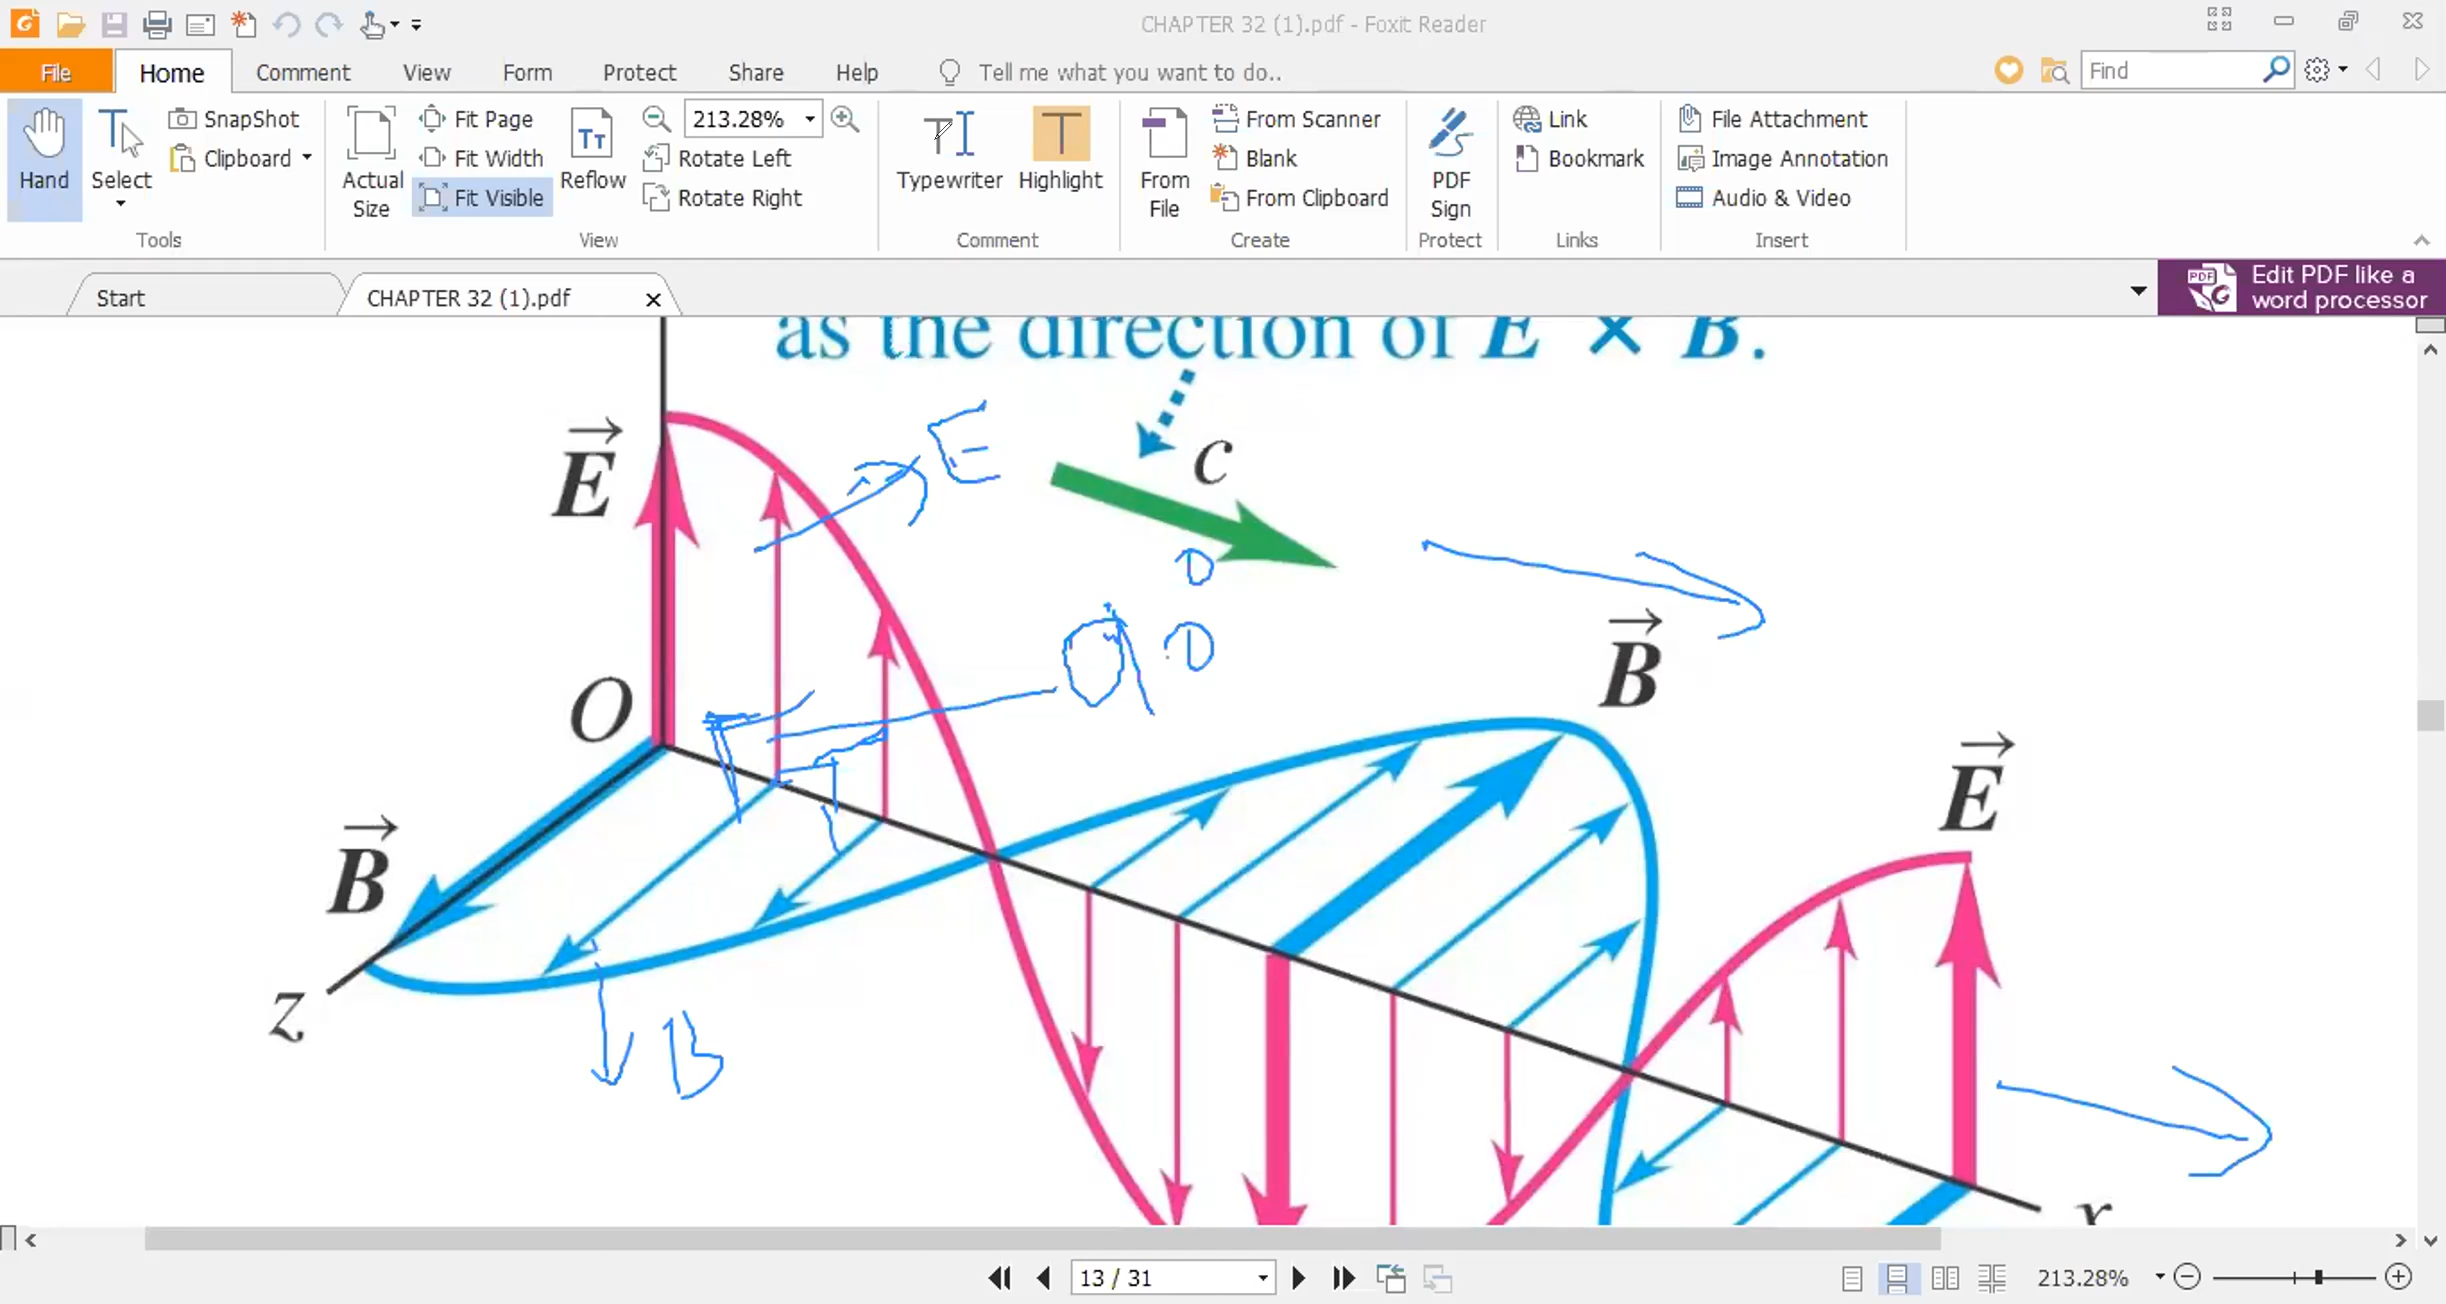 CHAPTER 32 (1).pdf - Foxit Reader
File Home Comment View Form Protect Share Help Tell me what you want to do.. Find
Hand
Select
SnapShot
Clipboard
Tools
Actual Size
Fit Page
Fit Width
Fit Visible
Reflow
213.28%
Rotate Left
Rotate Right
View
Typewriter
Highlight
Comment
From File
From Scanner
Blank
From Clipboard
Create
PDF Sign
Protect
Link
Bookmark
Links
File Attachment
Image Annotation
Audio & Video
Insert
Start
CHAPTER 32 (1).pdf
Edit PDF like a
word processor
as the direction of E × B.
E
E
c
B
O
90
E
B
z
B
x
13 / 31
213.28%